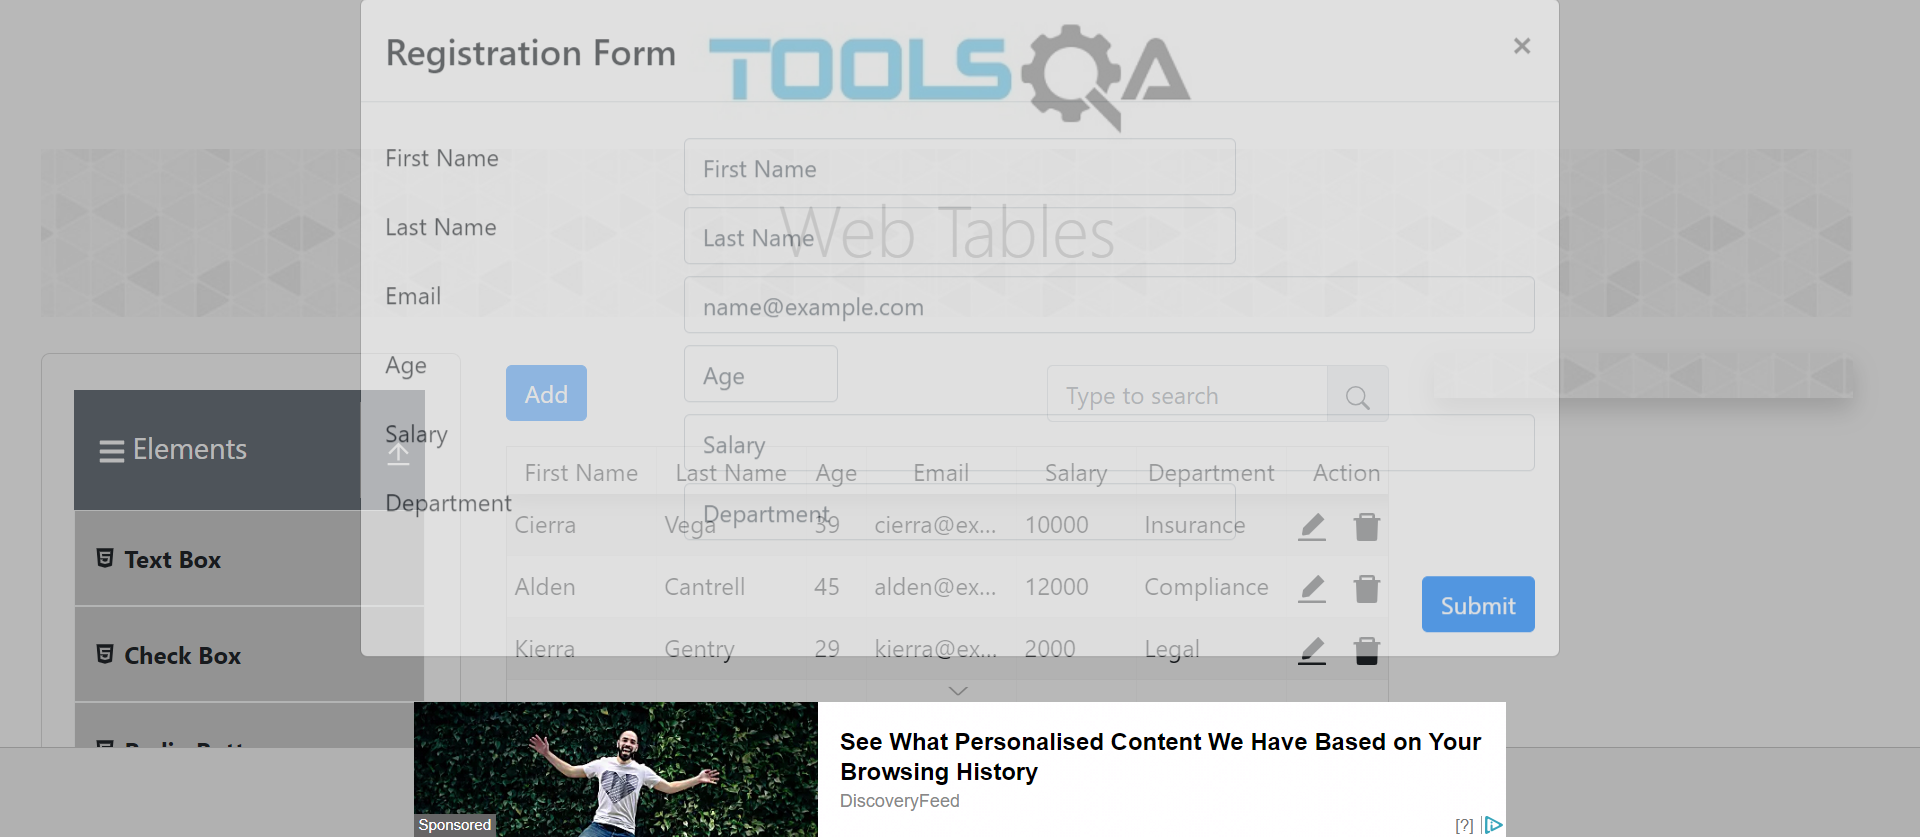 Registration Form
TOOLSQA
×
First Name
First Name
Web Tables
Last Name
Last Name
Email
name@example.com
Age
Age
Add
Type to search
Elements
Salary
Salary
First Name Last Name Age Email Salary Department Action
Department
Department
Cierra Vega 39 cierra@ex... 10000 Insurance
Text Box
Alden Cantrell 45 alden@ex... 12000 Compliance
Submit
Check Box
Kierra Gentry 29 kierra@ex... 2000 Legal
See What Personalised Content We Have Based on Your
Browsing History
DiscoveryFeed
Sponsored
[?]